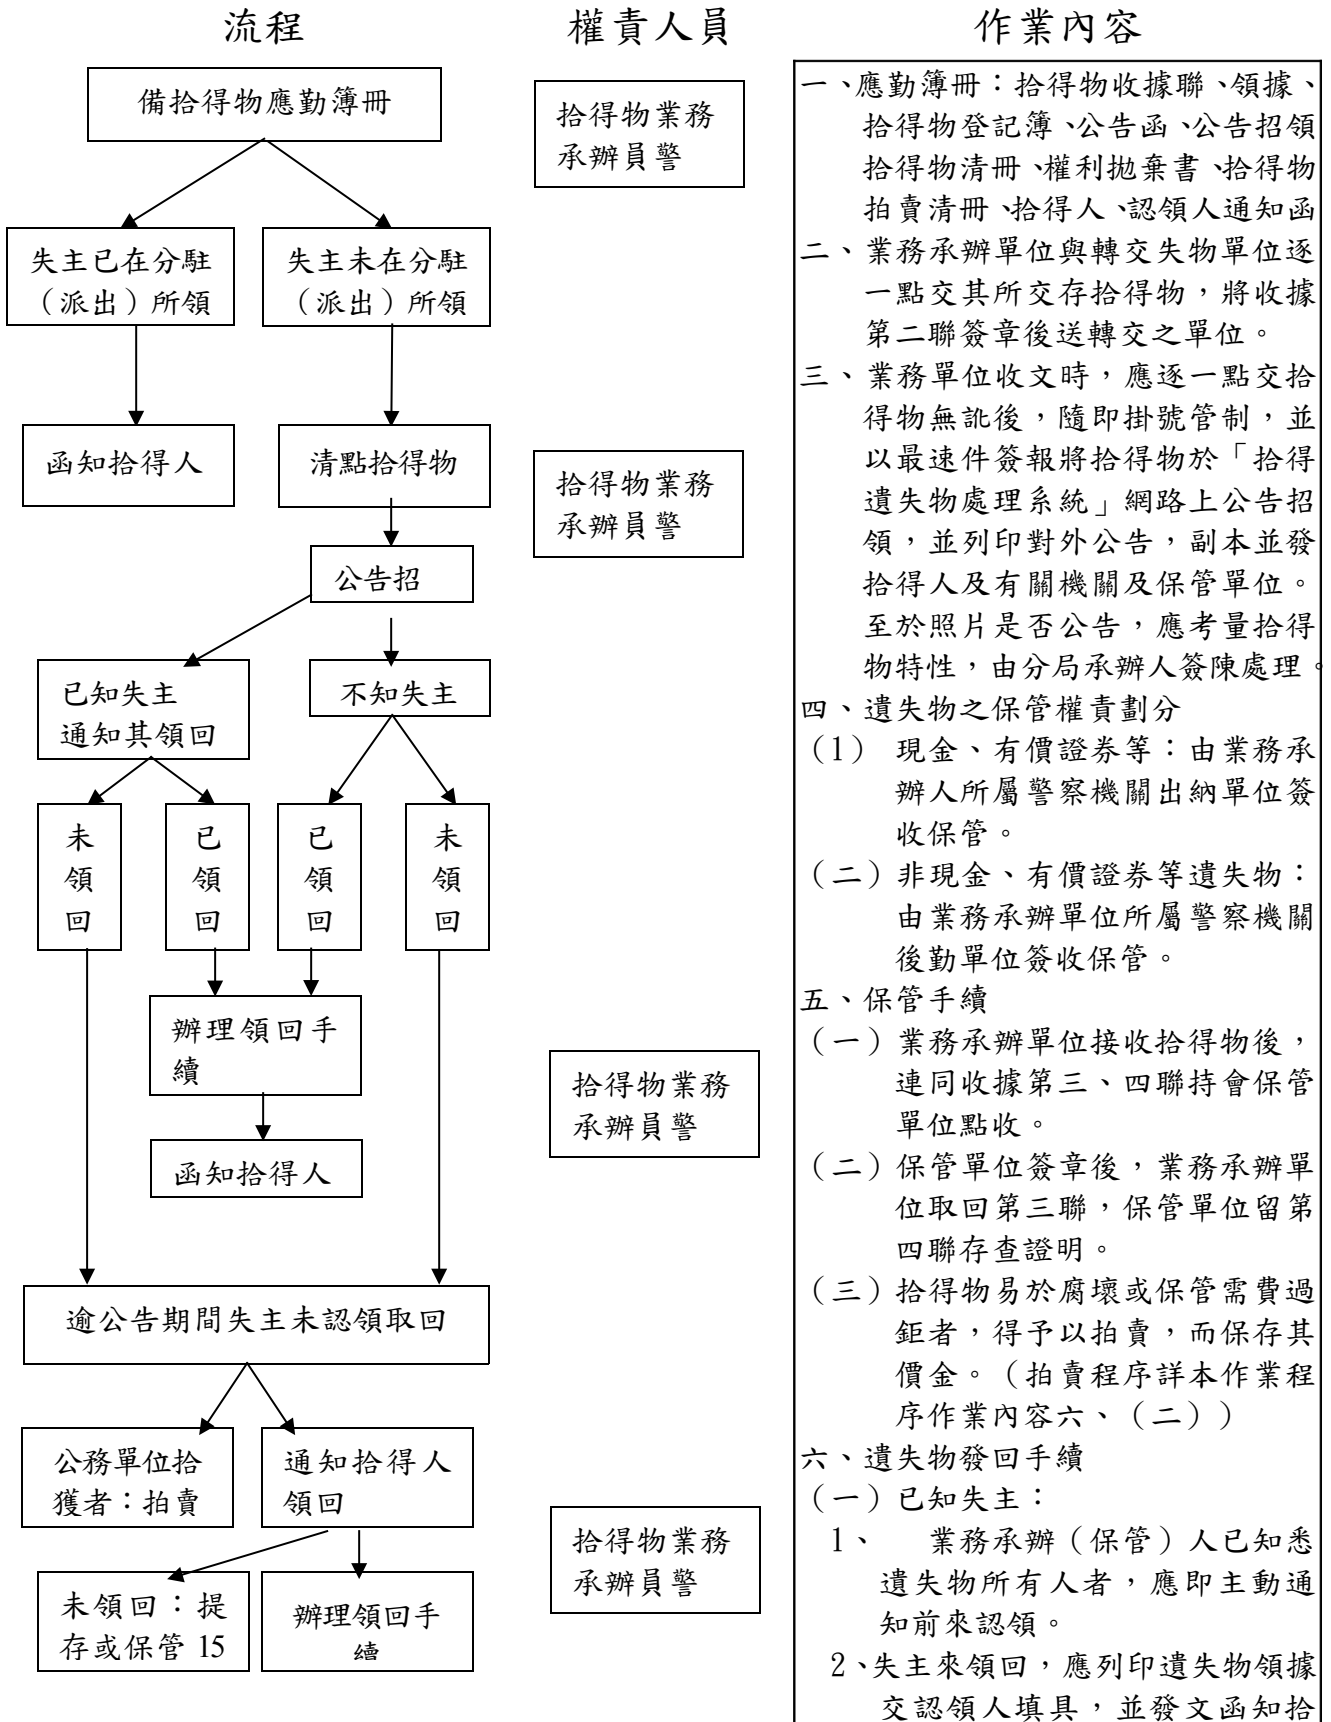 流程
權責人員
作業內容
備拾得物應勤簿冊
失主已在分駐
（派出）所領
失主未在分駐
（派出）所領
函知拾得人
清點拾得物
公告招
已知失主
通知其領回
不知失主
未
領
回
已
領
回
已
領
回
未
領
回
辦理領回手
續
函知拾得人
逾公告期間失主未認領取回
公務單位拾
獲者：拍賣
通知拾得人
領回
未領回：提
存或保管 15
辦理領回手
續
拾得物業務
承辦員警
拾得物業務
承辦員警
拾得物業務
承辦員警
拾得物業務
承辦員警
一、應勤簿冊：拾得物收據聯、領據、
拾得物登記簿、公告函、公告招領
拾得物清冊、權利拋棄書、拾得物
拍賣清冊、拾得人、認領人通知函
二、業務承辦單位與轉交失物單位逐
一點交其所交存拾得物，將收據
第二聯簽章後送轉交之單位。
三、業務單位收文時，應逐一點交拾
得物無訛後，隨即掛號管制，並
以最速件簽報將拾得物於「拾得
遺失物處理系統」網路上公告招
領，並列印對外公告，副本並發
拾得人及有關機關及保管單位。
至於照片是否公告，應考量拾得
物特性，由分局承辦人簽陳處理。
四、遺失物之保管權責劃分
（1） 現金、有價證券等：由業務承
辦人所屬警察機關出納單位簽
收保管。
（二）非現金、有價證券等遺失物：
由業務承辦單位所屬警察機關
後勤單位簽收保管。
五、保管手續
（一）業務承辦單位接收拾得物後，
連同收據第三、四聯持會保管
單位點收。
（二）保管單位簽章後，業務承辦單
位取回第三聯，保管單位留第
四聯存查證明。
（三）拾得物易於腐壞或保管需費過
鉅者，得予以拍賣，而保存其
價金。（拍賣程序詳本作業程
序作業內容六、（二））
六、遺失物發回手續
（一）已知失主：
1、 業務承辦（保管）人已知悉
遺失物所有人者，應即主動通
知前來認領。
2、失主來領回，應列印遺失物領據
交認領人填具，並發文函知拾